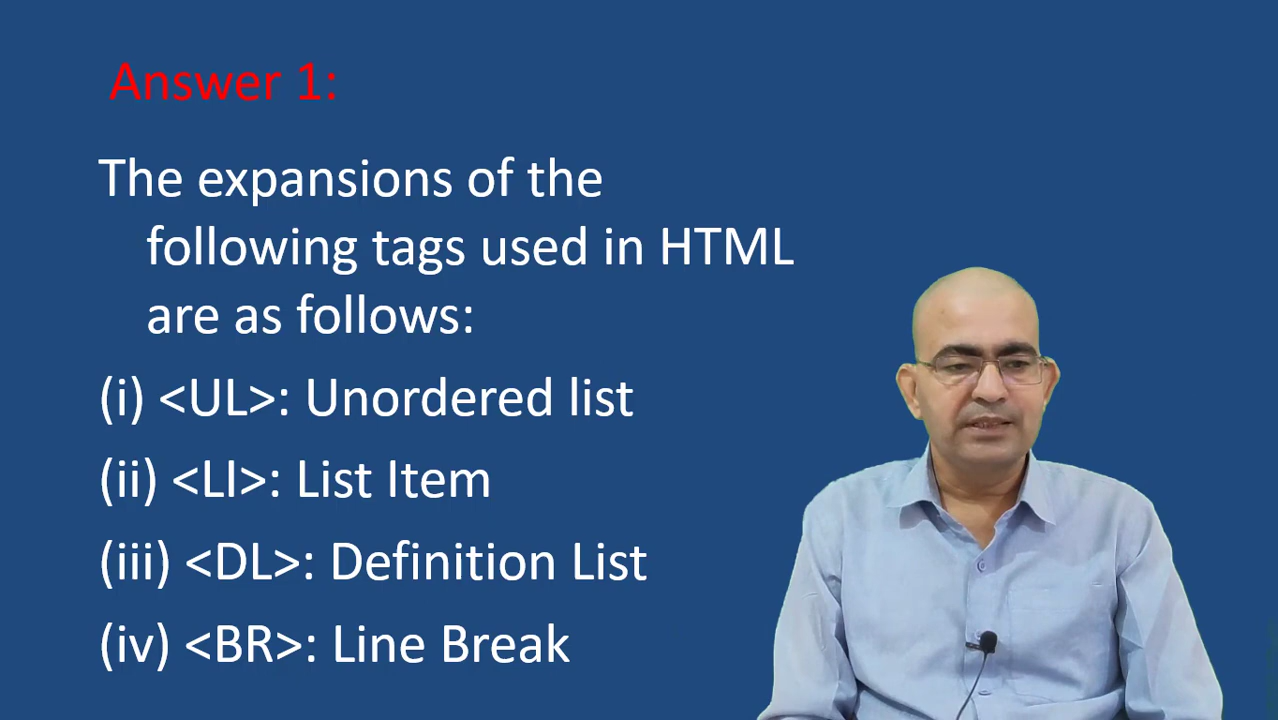 Answer 1:
The expansions of the
following tags used in HTML
are as follows:
(i) <UL>: Unordered list
(ii) <LI>: List Item
(iii) <DL>: Definition List
(iv) <BR>: Line Break